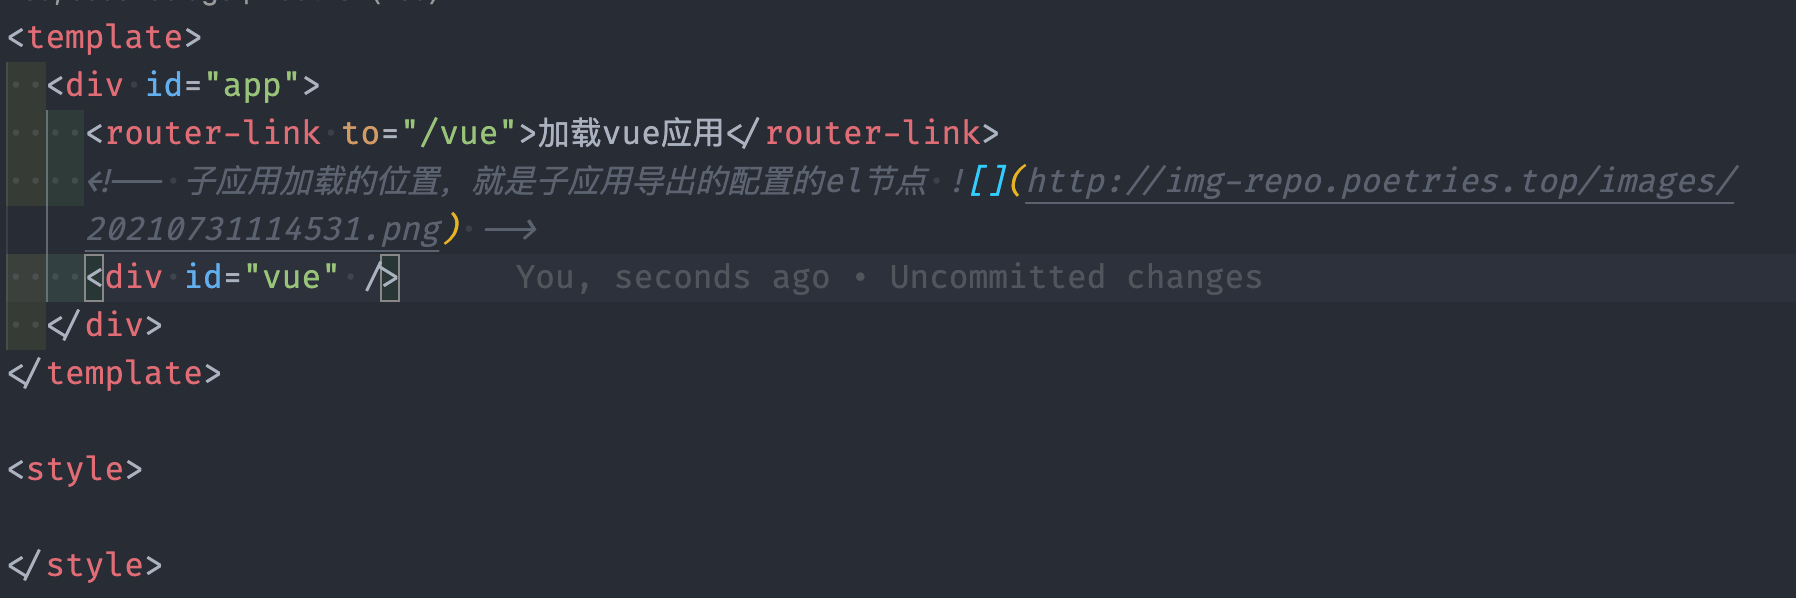 <template>
<div id="app">
<router-link to="/vue">加载vue应用</router-link>
<!-- 子应用加载的位置，就是子应用导出的配置的el节点 ![](http://img-repo.poetries.top/images/
20210731114531.png) -->
<div id="vue" /> You, seconds ago • Uncommitted changes
</div>
</template>
<style>
</style>